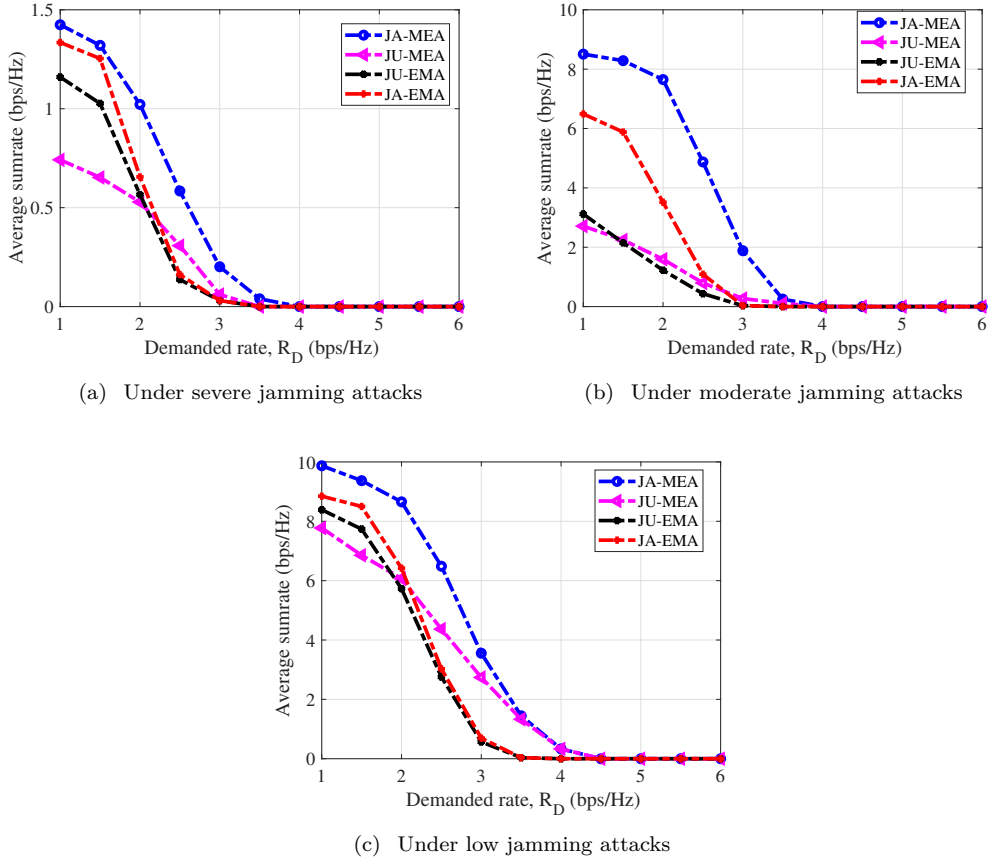 1.5
1
0.5
0
Average sumrate (bps/Hz)
JA-MEA
JU-MEA
JU-EMA
JA-EMA
1 2 3 4 5 6
Demanded rate, R_D (bps/Hz)
(a) Under severe jamming attacks
10
8
6
4
2
0
Average sumrate (bps/Hz)
JA-MEA
JU-MEA
JU-EMA
JA-EMA
1 2 3 4 5 6
Demanded rate, R_D (bps/Hz)
(b) Under moderate jamming attacks
10
8
6
4
2
0
Average sumrate (bps/Hz)
JA-MEA
JU-MEA
JU-EMA
JA-EMA
1 2 3 4 5 6
Demanded rate, R_D (bps/Hz)
(c) Under low jamming attacks